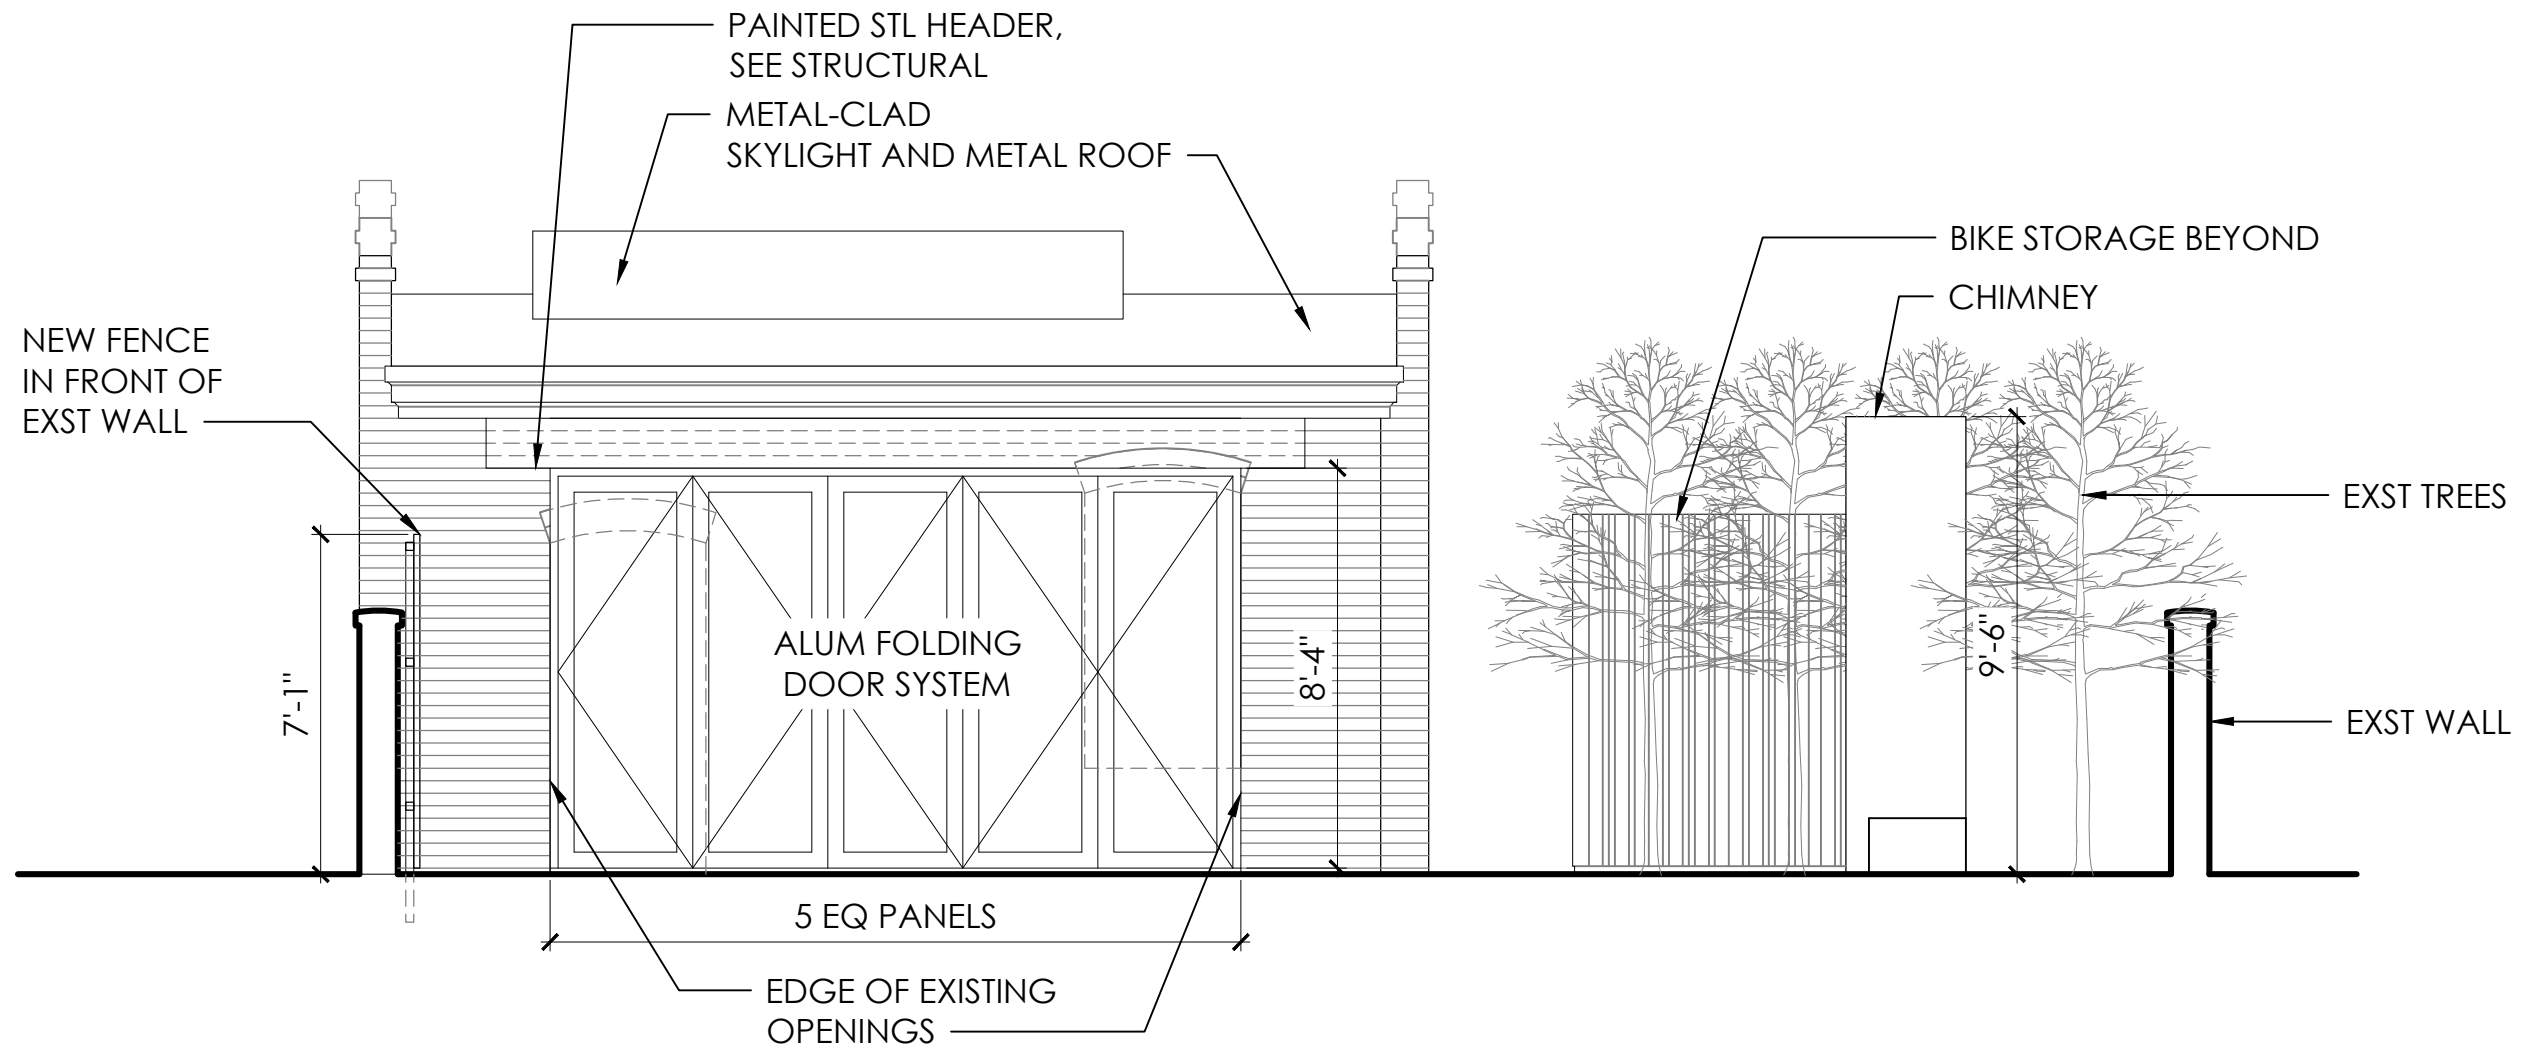 PAINTED STL HEADER,
SEE STRUCTURAL
METAL-CLAD
SKYLIGHT AND METAL ROOF
BIKE STORAGE BEYOND
CHIMNEY
NEW FENCE
IN FRONT OF
EXST WALL
EXST TREES
ALUM FOLDING
DOOR SYSTEM
8'-4"
9'-6"
7'-1"
EXST WALL
5 EQ PANELS
EDGE OF EXISTING
OPENINGS